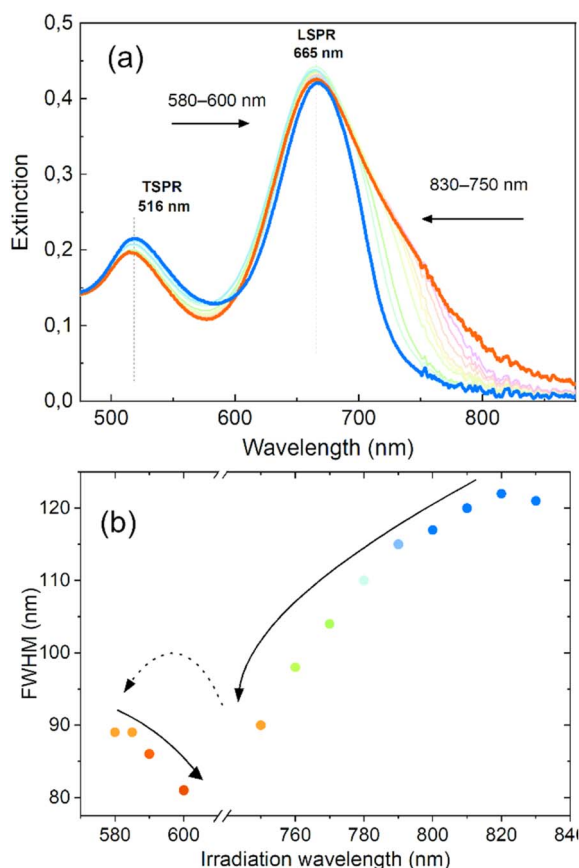 (a)
LSPR
665 nm
580–600 nm
TSPR
516 nm
830–750 nm
Extinction
0,5
0,4
0,3
0,2
0,1
0,0
500
600
700
800
Wavelength (nm)
(b)
FWHM (nm)
120
110
100
90
80
580
600
760
780
800
820
840
Irradiation wavelength (nm)